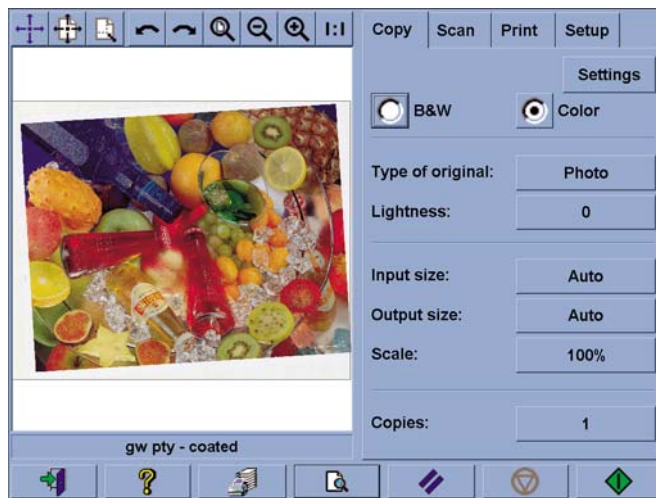 1:1
Copy Scan Print Setup
Settings
B&W Color
Type of original: Photo
Lightness: 0
Input size: Auto
Output size: Auto
Scale: 100%
Copies: 1
gw pty - coated
?